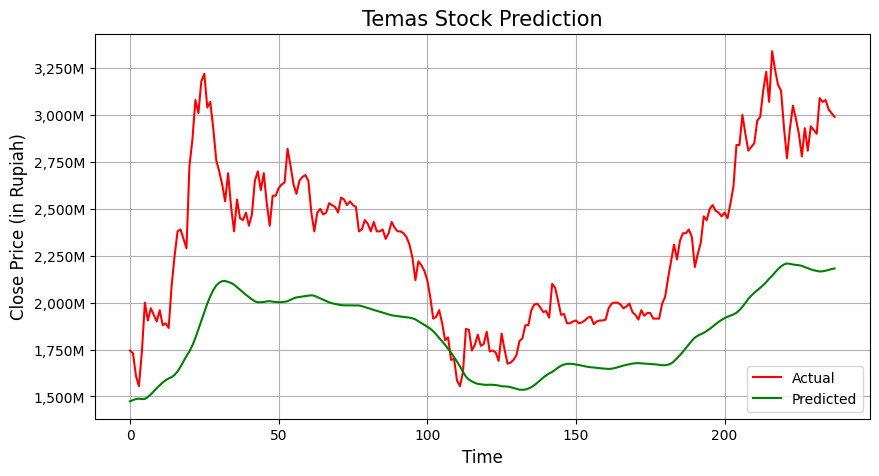 Temas Stock Prediction
Close Price (in Rupiah)
3,250M
3,000M
2,750M
2,500M
2,250M
2,000M
1,750M
1,500M
0
50
100
150
200
Time
Actual
Predicted